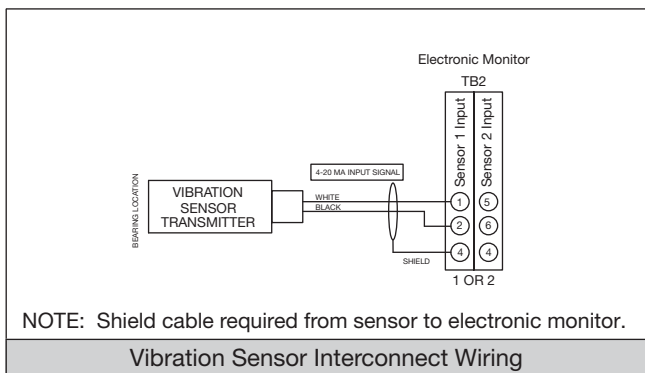 Electronic Monitor
TB2
Sensor 1 Input
Sensor 2 Input
4-20 MA INPUT SIGNAL
BEARING LOCATION
VIBRATION
SENSOR
TRANSMITTER
WHITE
BLACK
SHIELD
1 5
2 6
4 4
1 OR 2
NOTE: Shield cable required from sensor to electronic monitor.
Vibration Sensor Interconnect Wiring